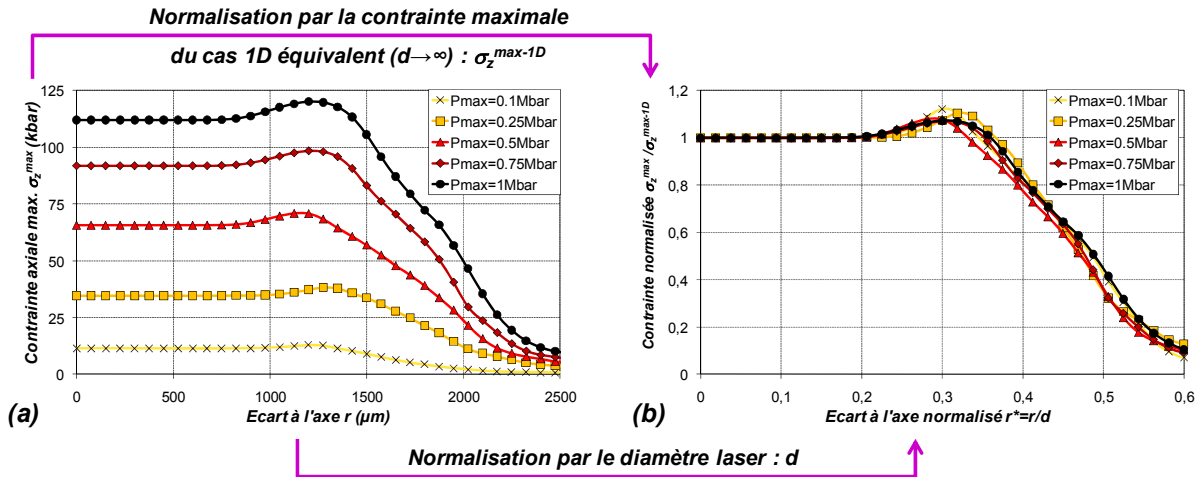 Normalisation par la contrainte maximale
du cas 1D équivalent (d→∞) : σz^max-1D
Contrainte axiale max. σz^max (kbar)
125
100
75
50
25
0
0
500
1000
1500
2000
2500
Pmax=0.1Mbar
Pmax=0.25Mbar
Pmax=0.5Mbar
Pmax=0.75Mbar
Pmax=1Mbar
(a)
Ecart à l'axe r (µm)
Contrainte normalisée σz^max/σz^max-1D
1,2
1
0,8
0,6
0,4
0,2
0
0
0,1
0,2
0,3
0,4
0,5
0,6
Pmax=0.1Mbar
Pmax=0.25Mbar
Pmax=0.5Mbar
Pmax=0.75Mbar
Pmax=1Mbar
(b)
Ecart à l'axe normalisé r*=r/d
Normalisation par le diamètre laser : d